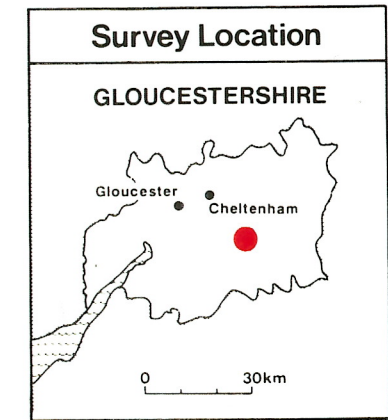 Survey Location
GLOUCESTERSHIRE
Gloucester
Cheltenham
0 30km